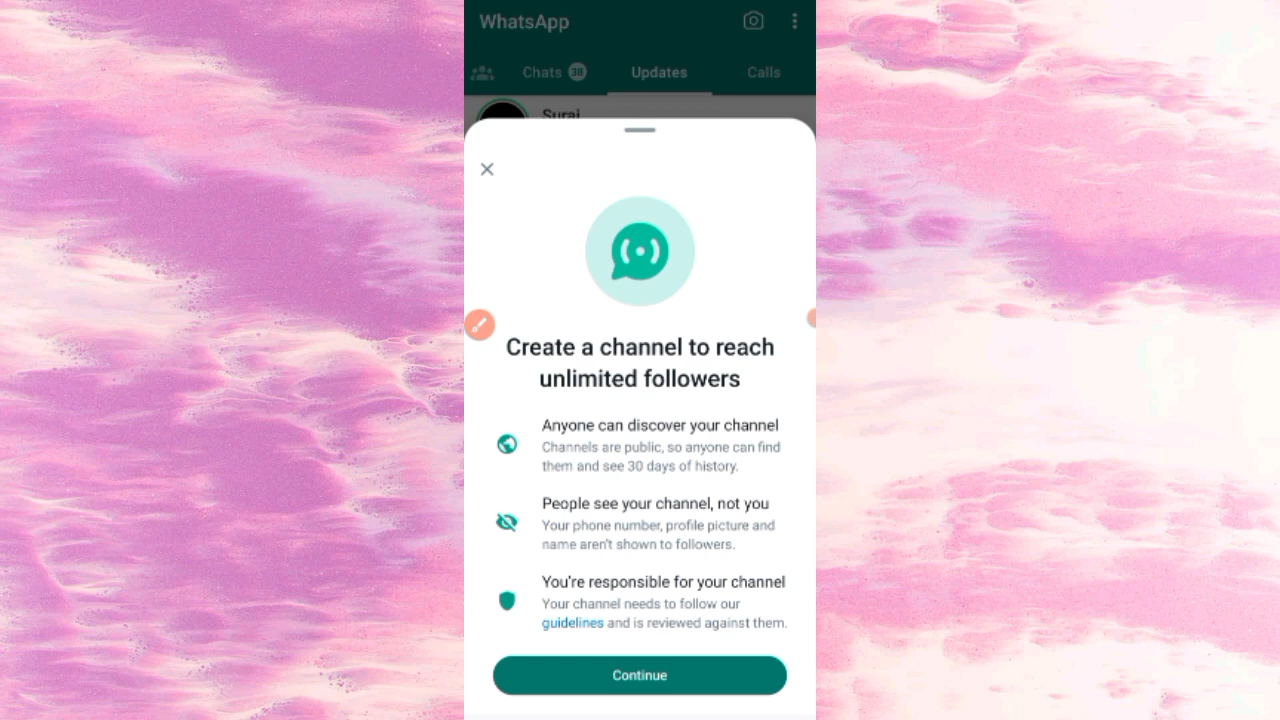 WhatsApp
Chats 38 Updates Calls
Suraj
Create a channel to reach
unlimited followers
Anyone can discover your channel
Channels are public, so anyone can find
them and see 30 days of history.
People see your channel, not you
Your phone number, profile picture and
name aren't shown to followers.
You're responsible for your channel
Your channel needs to follow our
guidelines and is reviewed against them.
Continue